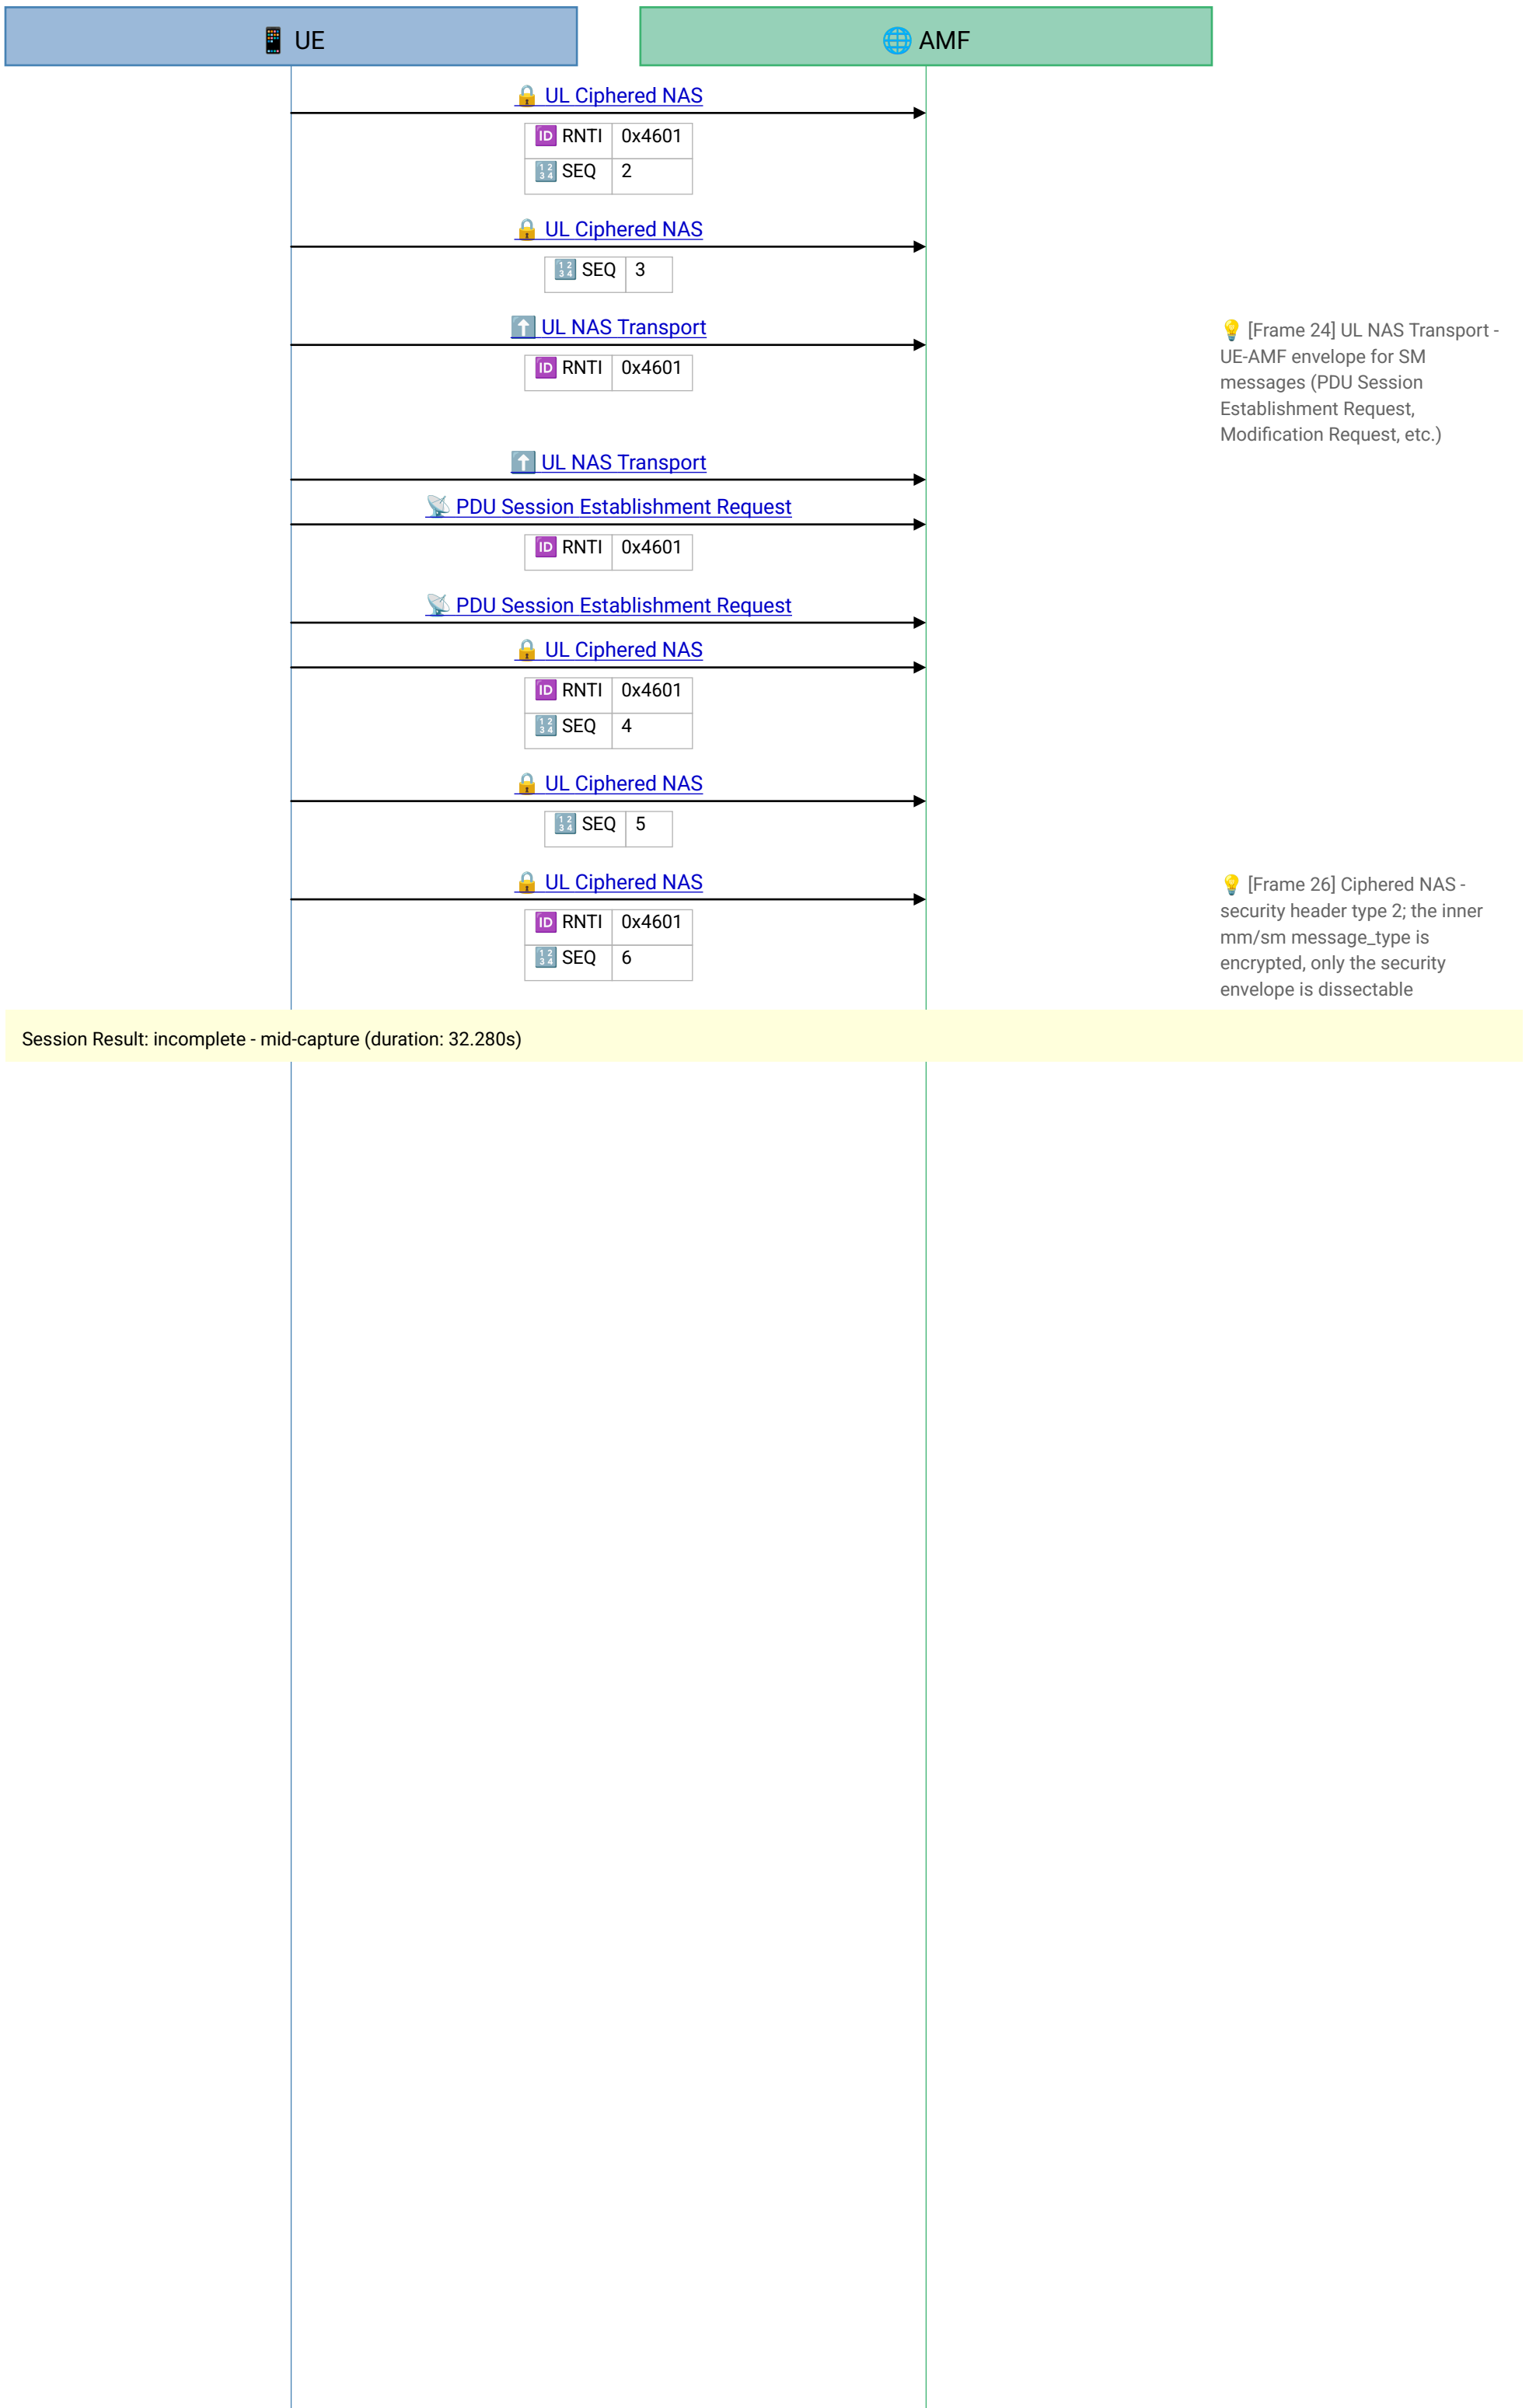 📱 UE
🌐 AMF
🔒 UL Ciphered NAS
🆔 RNTI 0x4601
🔢 SEQ 2
🔒 UL Ciphered NAS
🔢 SEQ 3
⬆️ UL NAS Transport
🆔 RNTI 0x4601
💡 [Frame 24] UL NAS Transport -
UE-AMF envelope for SM
messages (PDU Session
Establishment Request,
Modification Request, etc.)
⬆️ UL NAS Transport
📡 PDU Session Establishment Request
🆔 RNTI 0x4601
📡 PDU Session Establishment Request
🔒 UL Ciphered NAS
🆔 RNTI 0x4601
🔢 SEQ 4
🔒 UL Ciphered NAS
🔢 SEQ 5
🔒 UL Ciphered NAS
🆔 RNTI 0x4601
🔢 SEQ 6
💡 [Frame 26] Ciphered NAS -
security header type 2; the inner
mm/sm message_type is
encrypted, only the security
envelope is dissectable
Session Result: incomplete - mid-capture (duration: 32.280s)